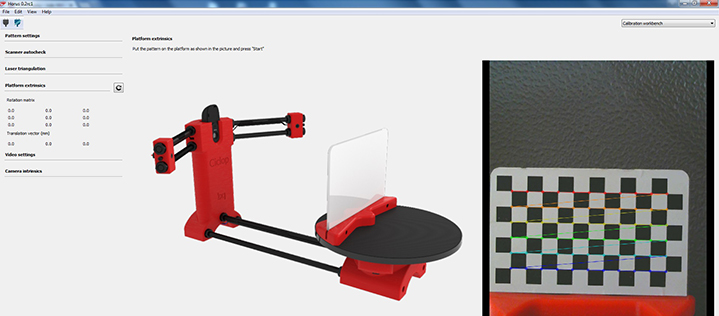 Horus 0.2rc1
File Edit View Help
Calibration workbench
Pattern settings
Scanner autocheck
Laser triangulation
Platform extrinsics
Rotation matrix
0.0 0.0 0.0
0.0 0.0 0.0
0.0 0.0 0.0
Translation vector (mm)
0.0 0.0 0.0
Video settings
Camera intrinsics
Platform extrinsics
Put the pattern on the platform as shown in the picture and press "Start"
Ciclop